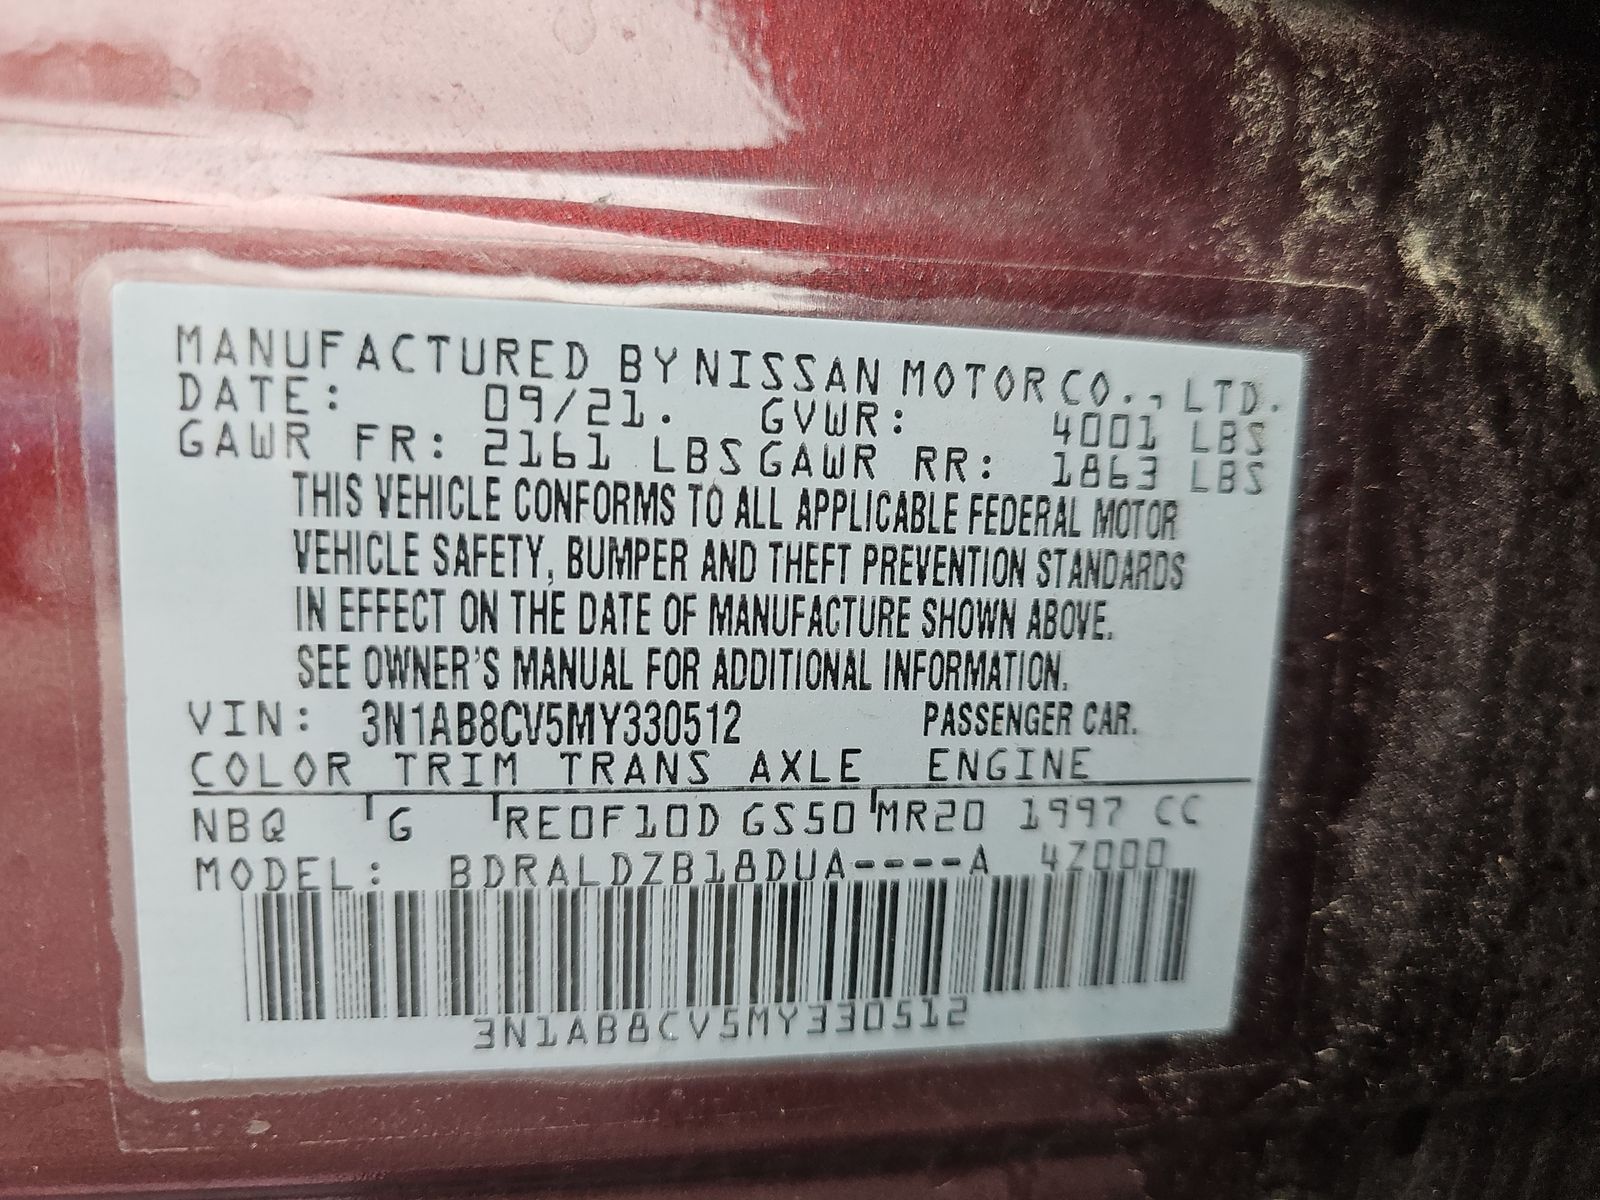 MANUFACTURED BY NISSAN MOTOR CO., LTD.
DATE: 09/21. GVWR: 4001 LBS
GAWR FR: 2161 LBS GAWR RR: 1863 LBS
THIS VEHICLE CONFORMS TO ALL APPLICABLE FEDERAL MOTOR
VEHICLE SAFETY, BUMPER AND THEFT PREVENTION STANDARDS
IN EFFECT ON THE DATE OF MANUFACTURE SHOWN ABOVE.
SEE OWNER'S MANUAL FOR ADDITIONAL INFORMATION.
VIN: 3N1AB8CV5MY330512 PASSENGER CAR.
COLOR TRIM TRANS AXLE ENGINE
NBQ G RE0F10D GS50 MR20 1997 CC
MODEL: BDRALDZB18DUA----A 4Z000
3N1AB8CV5MY330512